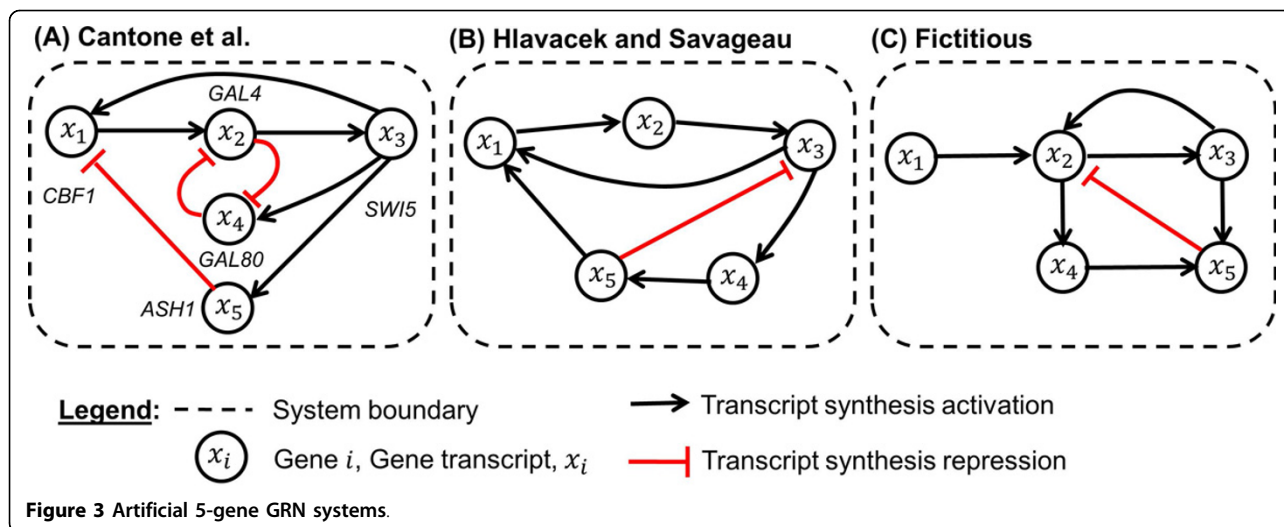 (A) Cantone et al.
(B) Hlavacek and Savageau
(C) Fictitious
GAL4
x₁
x₂
x₃
CBF1
x₄
SWI5
GAL80
ASH1
x₅
x₁
x₂
x₃
x₅
x₄
x₁
x₂
x₃
x₄
x₅
Legend: System boundary
Transcript synthesis activation
xᵢ Gene i, Gene transcript, xᵢ
Transcript synthesis repression
Figure 3 Artificial 5-gene GRN systems.